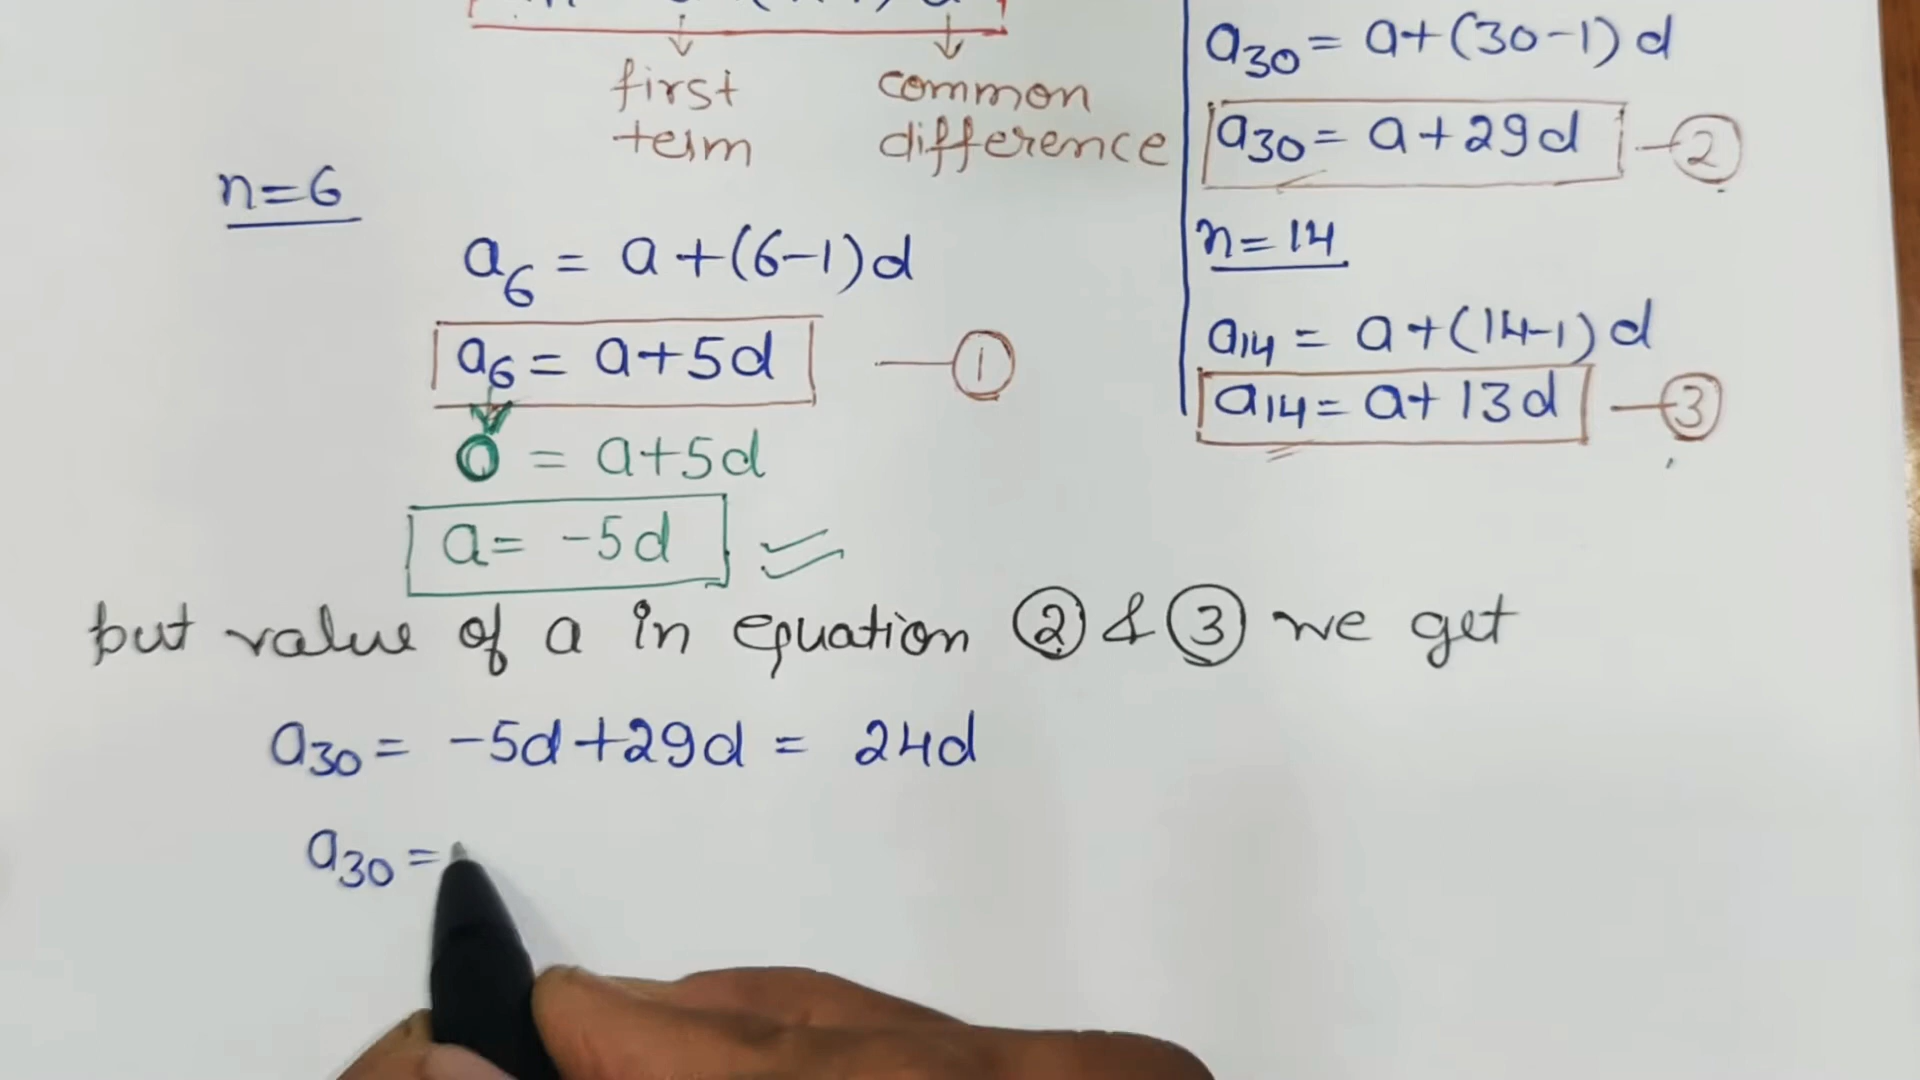 first
term
common
difference
n=6
a₆ = a+(6-1)d
a₆ = a+5d —①
0 = a+5d
a= -5d
a₃₀ = a+(30-1)d
a₃₀ = a+29d —②
n=14
a₁₄ = a+(14-1)d
a₁₄ = a+13d —③
but value of a in equation ② & ③ we get
a₃₀ = -5d+29d = 24d
a₃₀ =